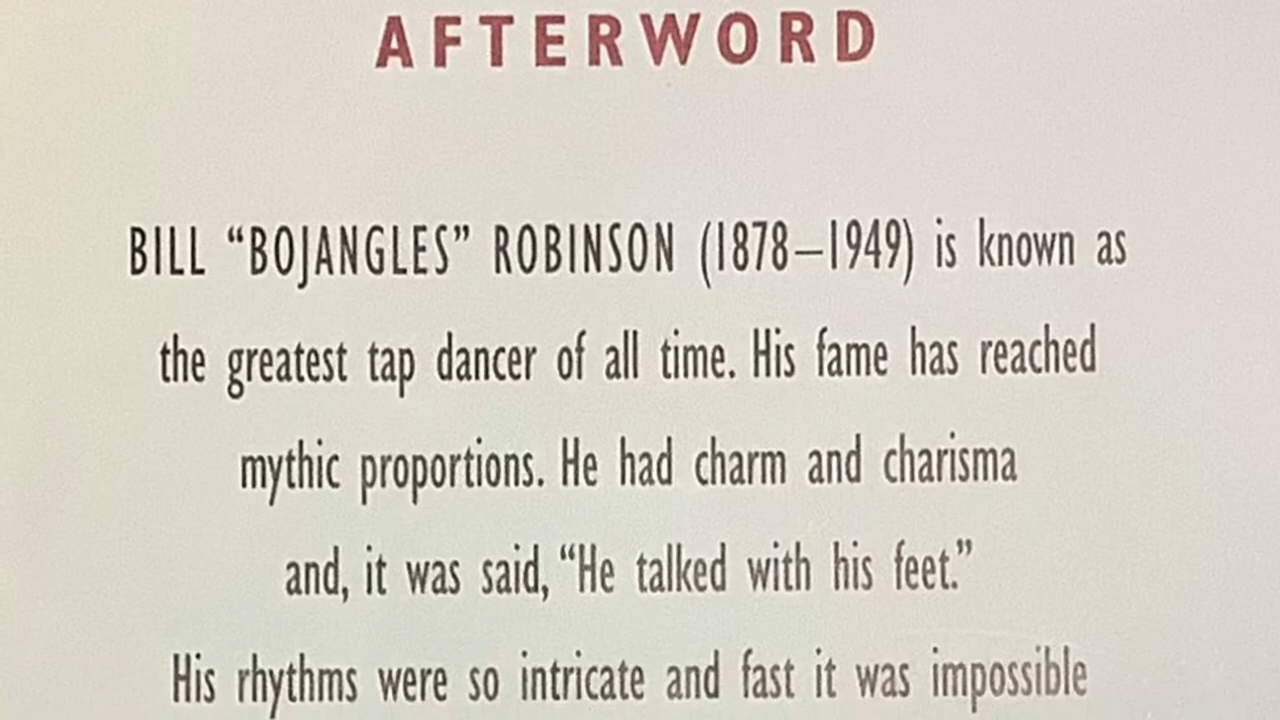 AFTERWORD
BILL “BOJANGLES” ROBINSON (1878–1949) is known as
the greatest tap dancer of all time. His fame has reached
mythic proportions. He had charm and charisma
and, it was said, “He talked with his feet.”
His rhythms were so intricate and fast it was impossible